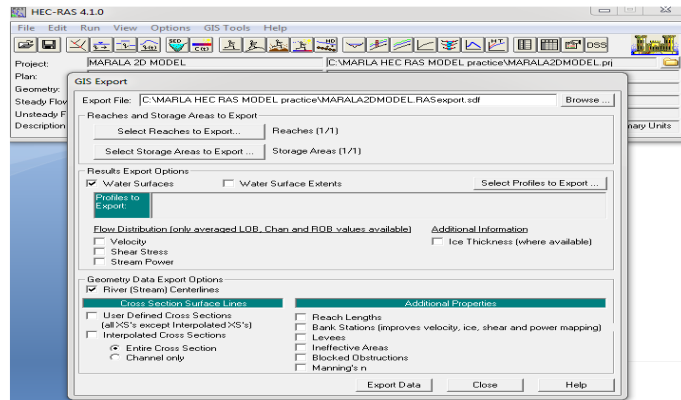 HEC-RAS 4.1.0
File Edit Run View Options GIS Tools Help
DSS
Project: MARALA 2D MODEL C:\MARALA HEC RAS MODEL practice\MARALA2DMODEL.prj
Plan:
Geometry:
Steady Flow
Unsteady F
Description
nary Units
GIS Export
Export File: C:\MARLA HEC RAS MODEL practice\MARALA2DMODEL.RASexport.sdf Browse ...
Reaches and Storage Areas to Export
Select Reaches to Export... Reaches (1/1)
Select Storage Areas to Export ... Storage Areas (1/1)
Results Export Options
Water Surfaces Water Surface Extents Select Profiles to Export ...
Profiles to
Export:
Flow Distribution (only averaged LOB, Chan and ROB values available) Additional Information
Velocity Ice Thickness (where available)
Shear Stress
Stream Power
Geometry Data Export Options
River (Stream) Centerlines
Cross Section Surface Lines Additional Properties
User Defined Cross Sections Reach Lengths
(all XS's except Interpolated XS's) Bank Stations (improves velocity, ice, shear and power mapping)
Interpolated Cross Sections Levees
Entire Cross Section Ineffective Areas
Channel only Blocked Obstructions
Manning's n
Export Data Close Help